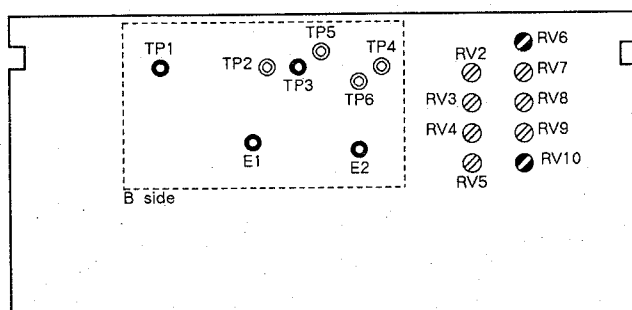 TP1
TP2
TP3
TP5
TP4
TP6
E1
E2
B side
RV2
RV3
RV4
RV5
RV6
RV7
RV8
RV9
RV10